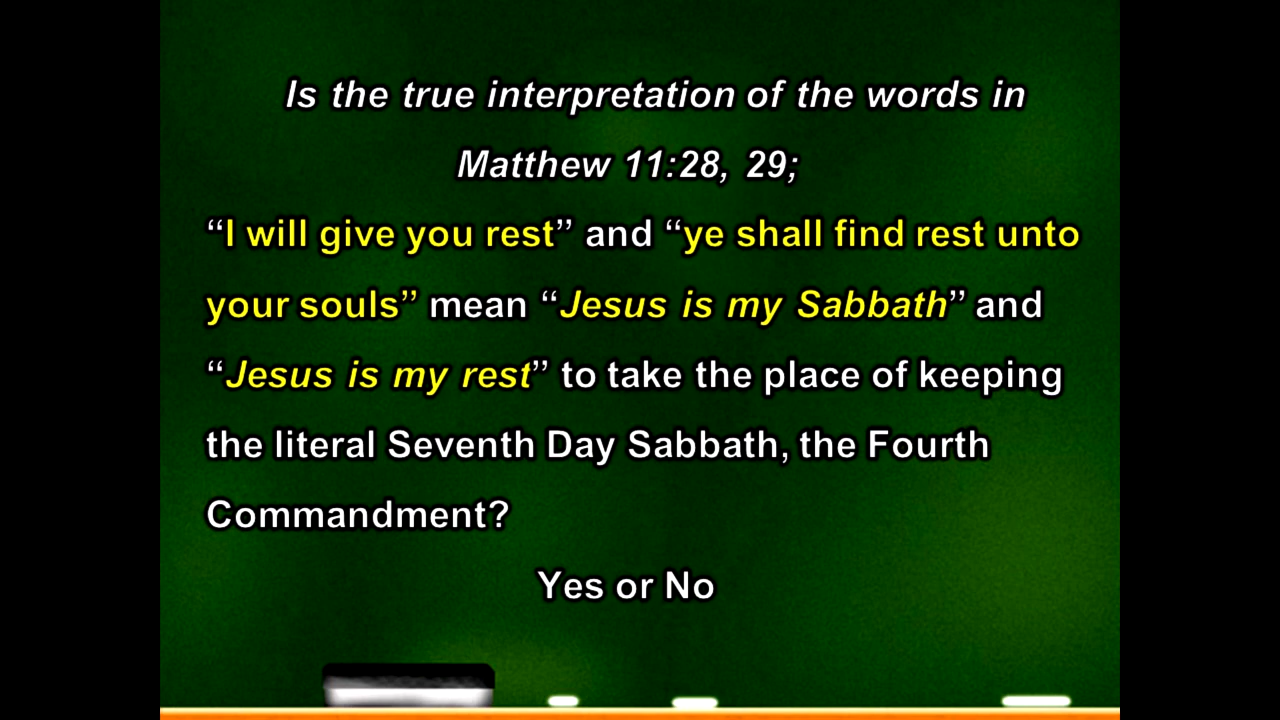 Is the true interpretation of the words in
Matthew 11:28, 29;
“I will give you rest” and “ye shall find rest unto
your souls” mean “Jesus is my Sabbath” and
“Jesus is my rest” to take the place of keeping
the literal Seventh Day Sabbath, the Fourth
Commandment?
Yes or No